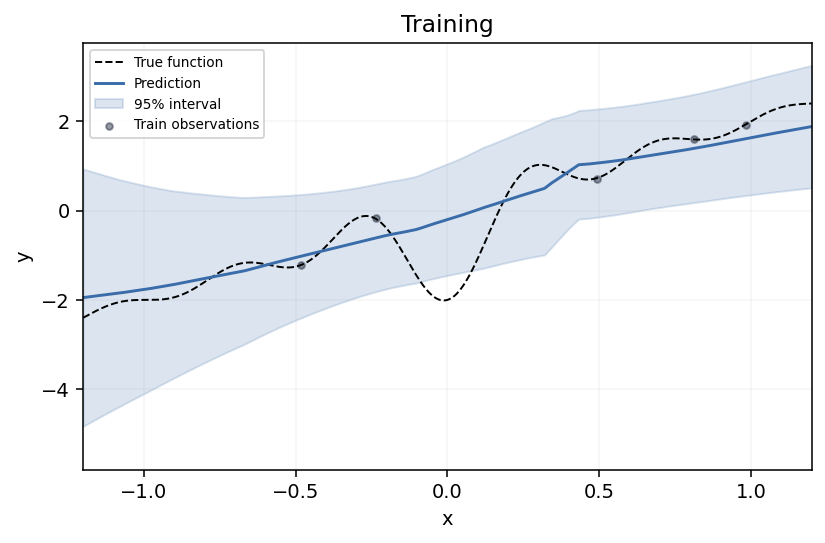 Training
True function
Prediction
95% interval
Train observations
y
2
0
−2
−4
−1.0
−0.5
0.0
0.5
1.0
x